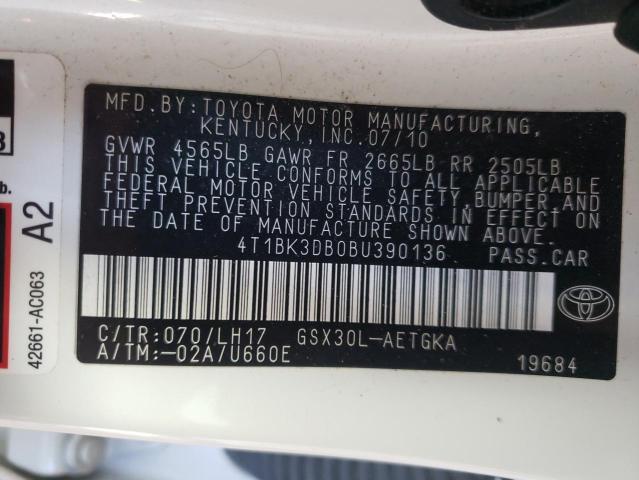 MFD.BY:TOYOTA MOTOR MANUFACTURING,
KENTUCKY, INC.07/10
GVWR 4565LB GAWR FR 2665LB RR 2505LB
THIS VEHICLE CONFORMS TO ALL APPLICABLE
FEDERAL MOTOR VEHICLE SAFETY,BUMPER,AND
THEFT PREVENTION STANDARDS IN EFFECT ON
THE DATE OF MANUFACTURE SHOWN ABOVE.
4T1BK3DB0BU390136 PASS.CAR
C/TR:070/LH17 GSX30L-AETGKA
A/TM:-02A7U660E 19684
A2
42661-AC063
b.